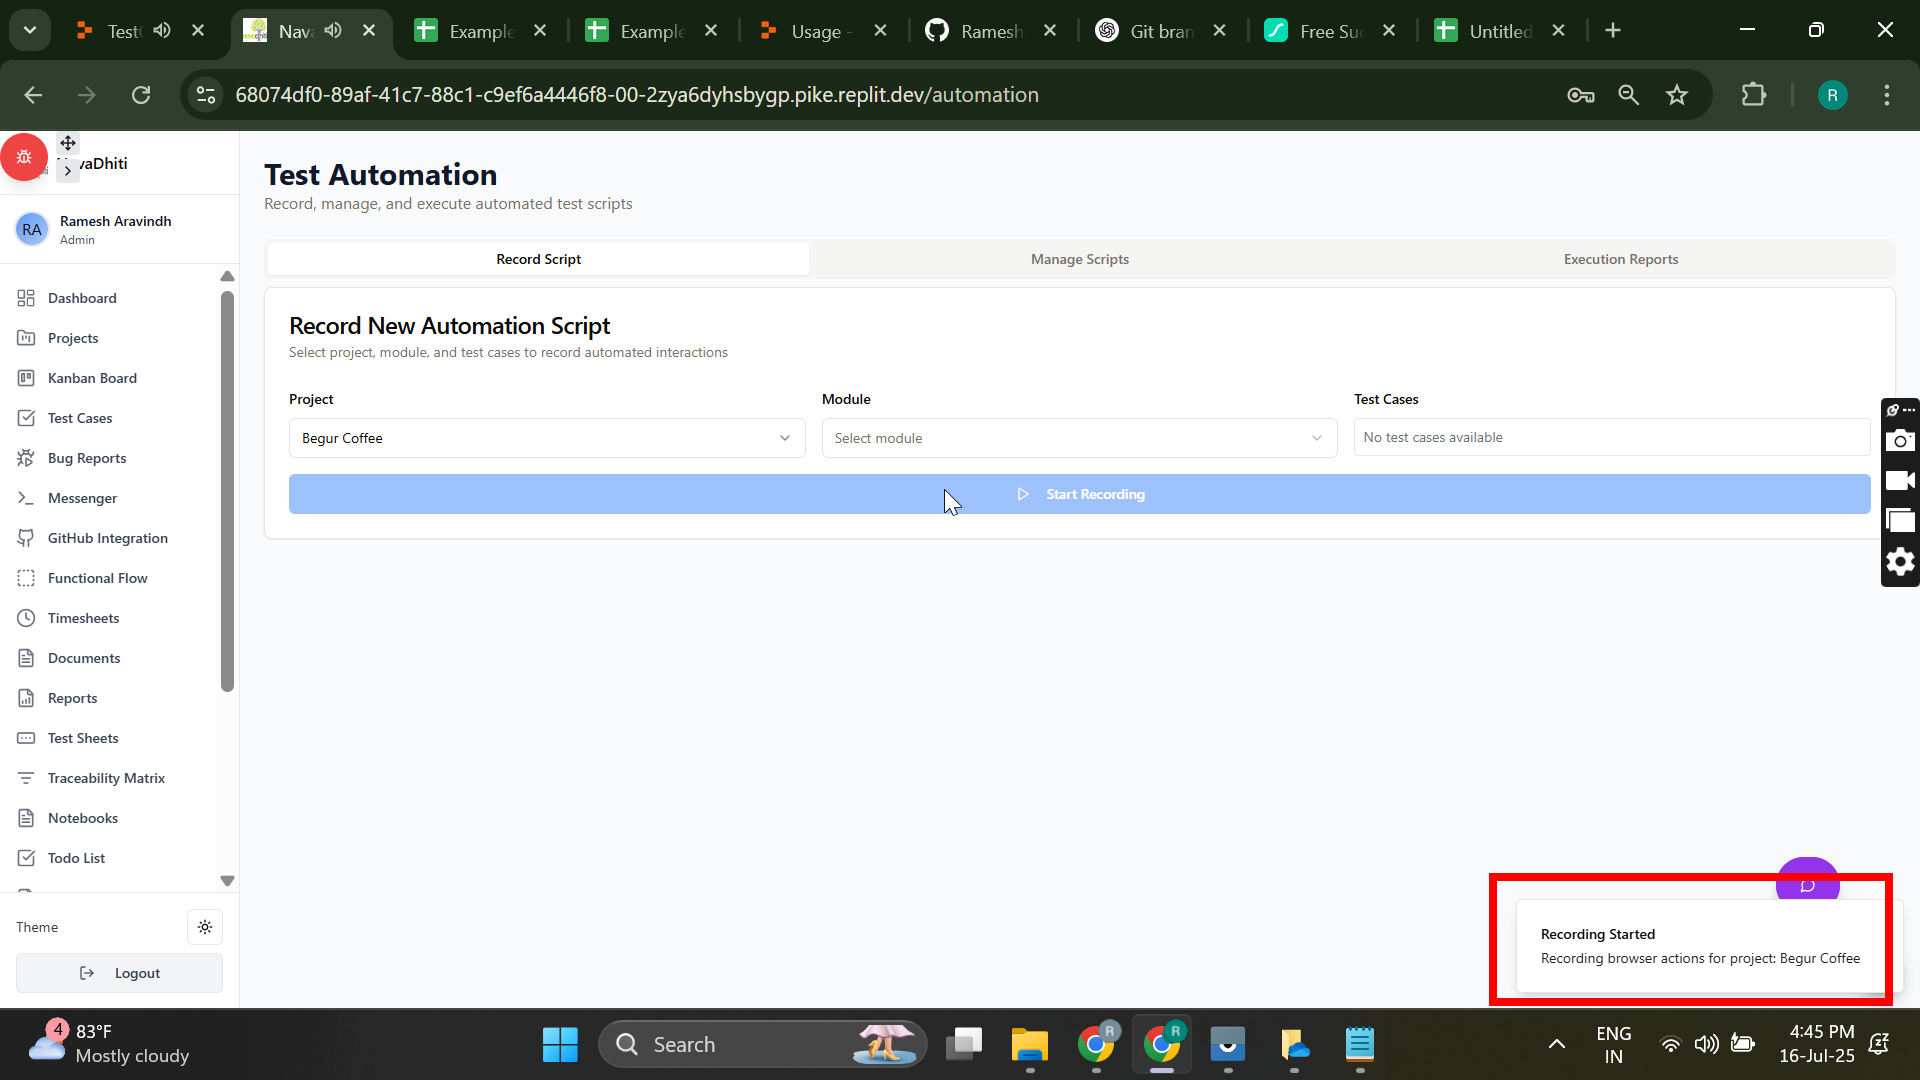 Test
Nava
Example
Example
Usage -
Ramesh
Git bran
Free Su
Untitled
68074df0-89af-41c7-88c1-c9ef6a4446f8-00-2zya6dyhsbygp.pike.replit.dev/automation
R
vaDhiti
RA
Ramesh Aravindh
Admin
Dashboard
Projects
Kanban Board
Test Cases
Bug Reports
Messenger
GitHub Integration
Functional Flow
Timesheets
Documents
Reports
Test Sheets
Traceability Matrix
Notebooks
Todo List
Theme
Logout
Test Automation
Record, manage, and execute automated test scripts
Record Script
Manage Scripts
Execution Reports
Record New Automation Script
Select project, module, and test cases to record automated interactions
Project
Module
Test Cases
Begur Coffee
Select module
No test cases available
Start Recording
Recording Started
Recording browser actions for project: Begur Coffee
4
83°F
Mostly cloudy
Search
R
R
ENG
IN
4:45 PM
16-Jul-25